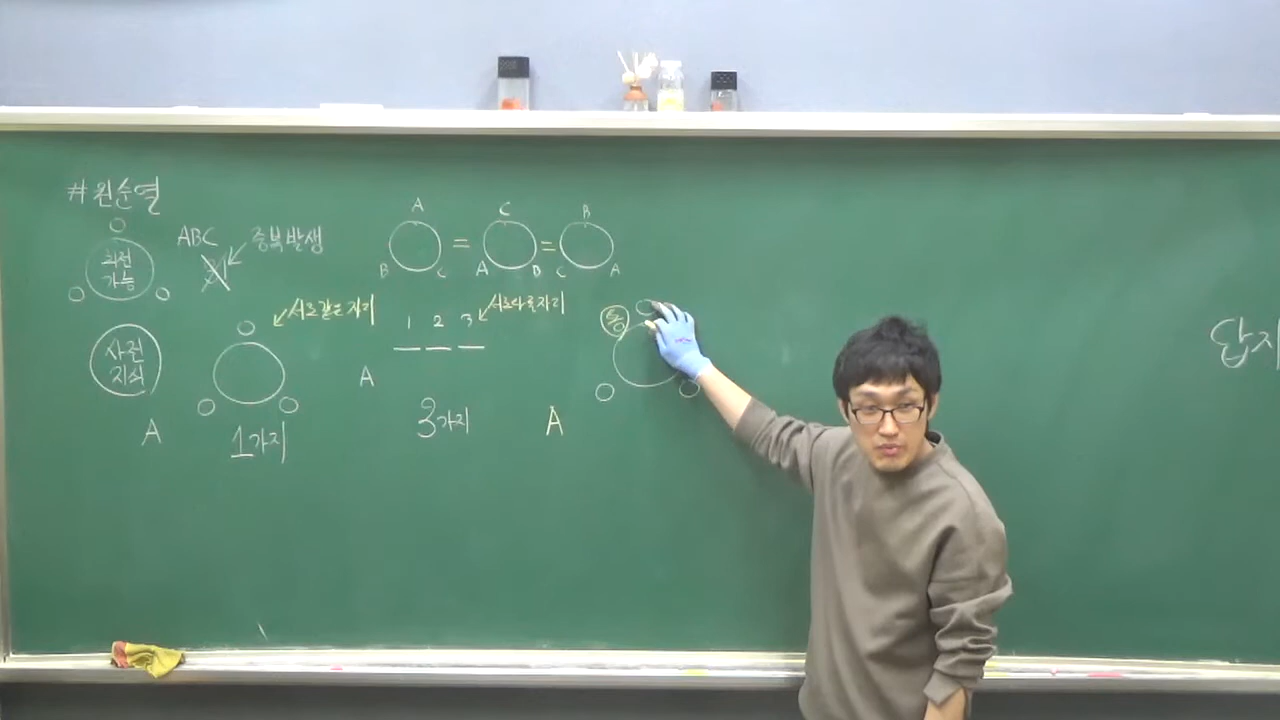 #원순열
회전
가능
ABC
중복발생
A
B
C
=
C
A
B
=
B
C
A
사전
지식
A
서로같은자리
1가지
1 2 3
서로다른자리
A
3가지
A
답지